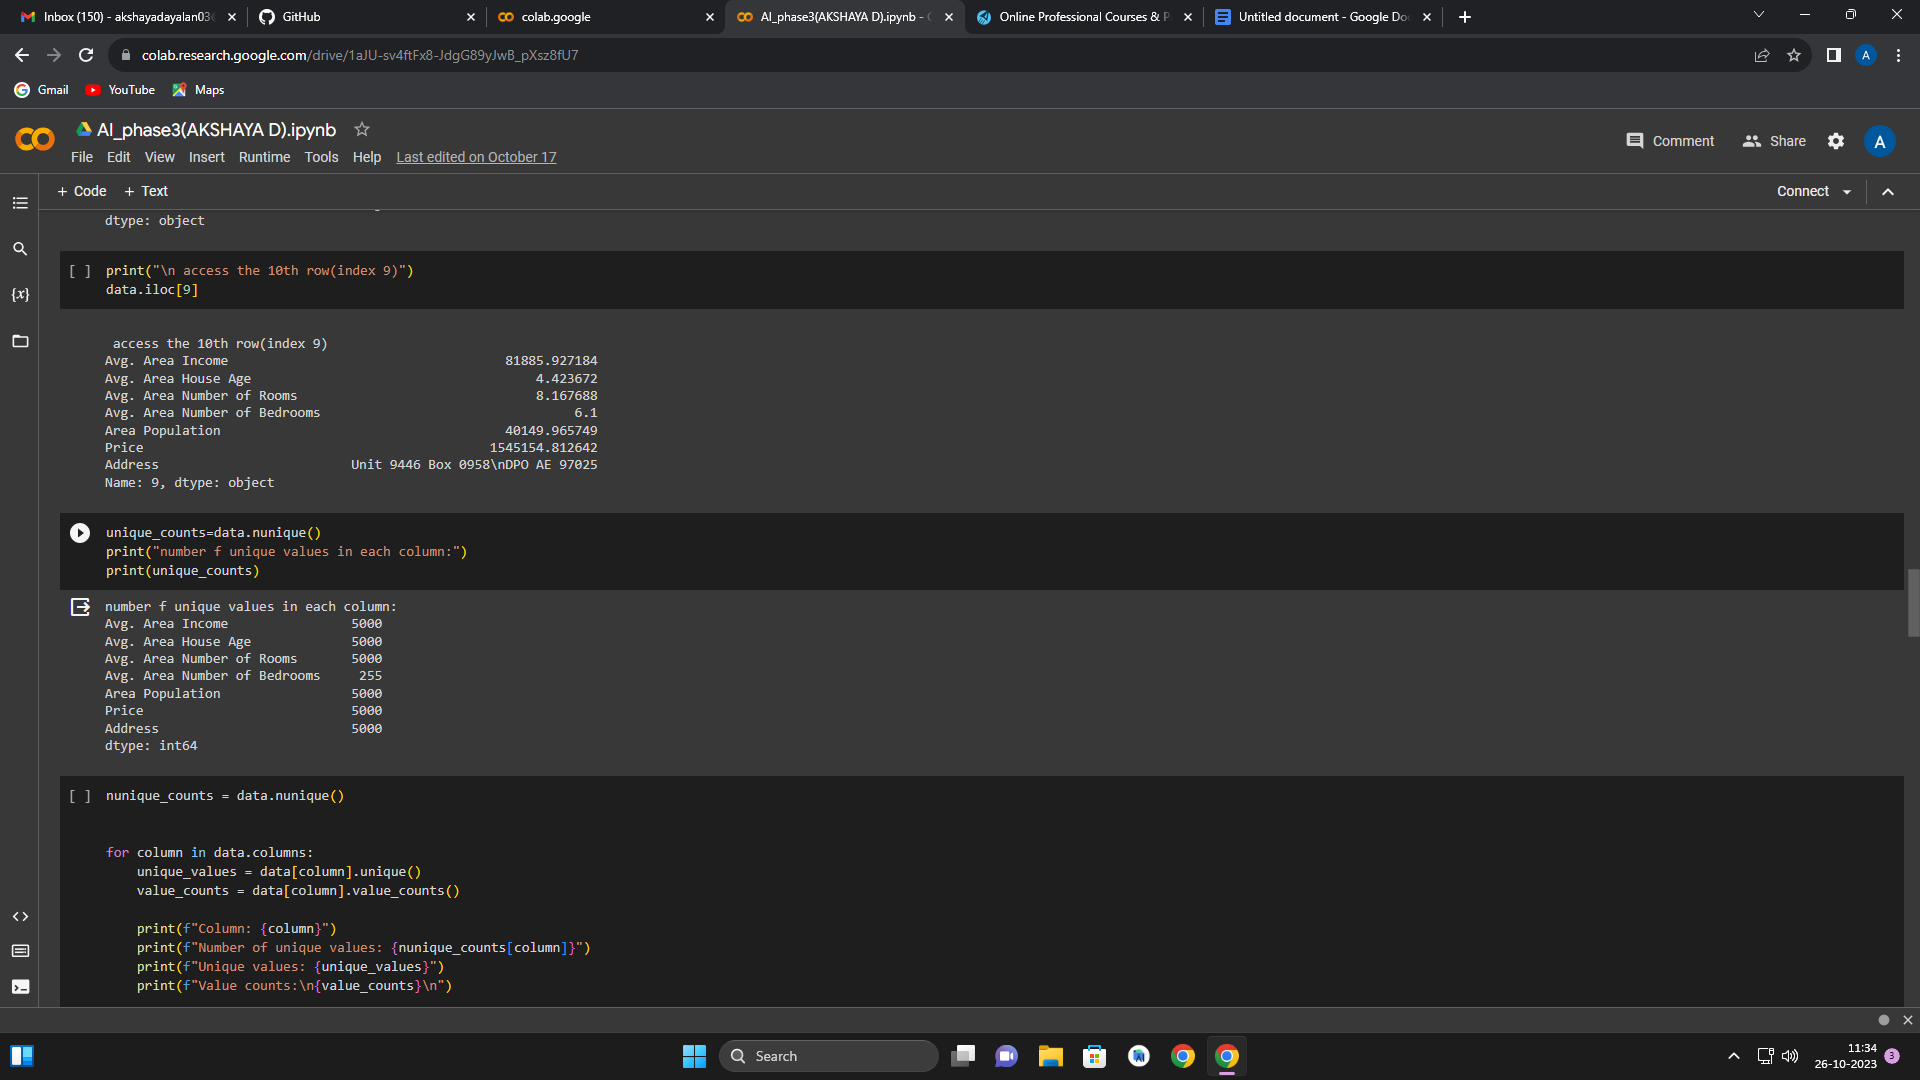 Inbox (150) - akshayadayalan03
GitHub
colab.google
AI_phase3(AKSHAYA D).ipynb -
Online Professional Courses & P
Untitled document - Google Do
colab.research.google.com/drive/1aJU-sv4ftFx8-JdgG89yJwB_pXsz8fU7
A
Gmail
YouTube
Maps
AI_phase3(AKSHAYA D).ipynb
File Edit View Insert Runtime Tools Help Last edited on October 17
Comment
Share
A
+ Code + Text
Connect
dtype: object
[ ] print("\n access the 10th row(index 9)")
data.iloc[9]
access the 10th row(index 9)
Avg. Area Income 81885.927184
Avg. Area House Age 4.423672
Avg. Area Number of Rooms 8.167688
Avg. Area Number of Bedrooms 6.1
Area Population 40149.965749
Price 1545154.812642
Address Unit 9446 Box 0958\nDPO AE 97025
Name: 9, dtype: object
unique_counts=data.nunique()
print("number f unique values in each column:")
print(unique_counts)
number f unique values in each column:
Avg. Area Income 5000
Avg. Area House Age 5000
Avg. Area Number of Rooms 5000
Avg. Area Number of Bedrooms 255
Area Population 5000
Price 5000
Address 5000
dtype: int64
[ ] nunique_counts = data.nunique()
for column in data.columns:
unique_values = data[column].unique()
value_counts = data[column].value_counts()
print(f"Column: {column}")
print(f"Number of unique values: {nunique_counts[column]}")
print(f"Unique values: {unique_values}")
print(f"Value counts:\n{value_counts}\n")
{x}
Search
11:34
26-10-2023
3